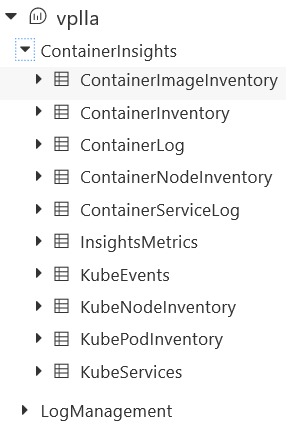 vplla
ContainerInsights
ContainerImageInventory
ContainerInventory
ContainerLog
ContainerNodeInventory
ContainerServiceLog
InsightsMetrics
KubeEvents
KubeNodeInventory
KubePodInventory
KubeServices
LogManagement